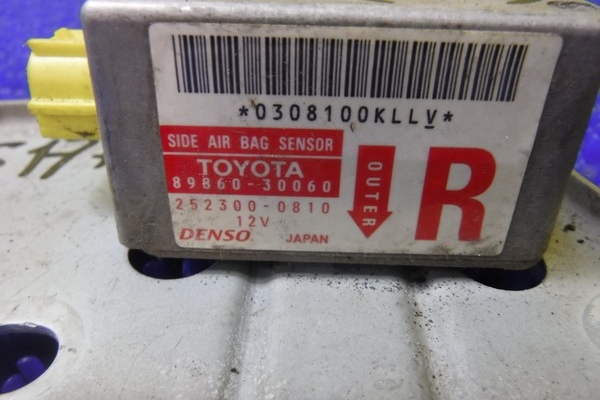 *0308100KLLV*
SIDE AIR BAG SENSOR
TOYOTA
89860-30060
252300-0810
12V
DENSO JAPAN
OUTER
R